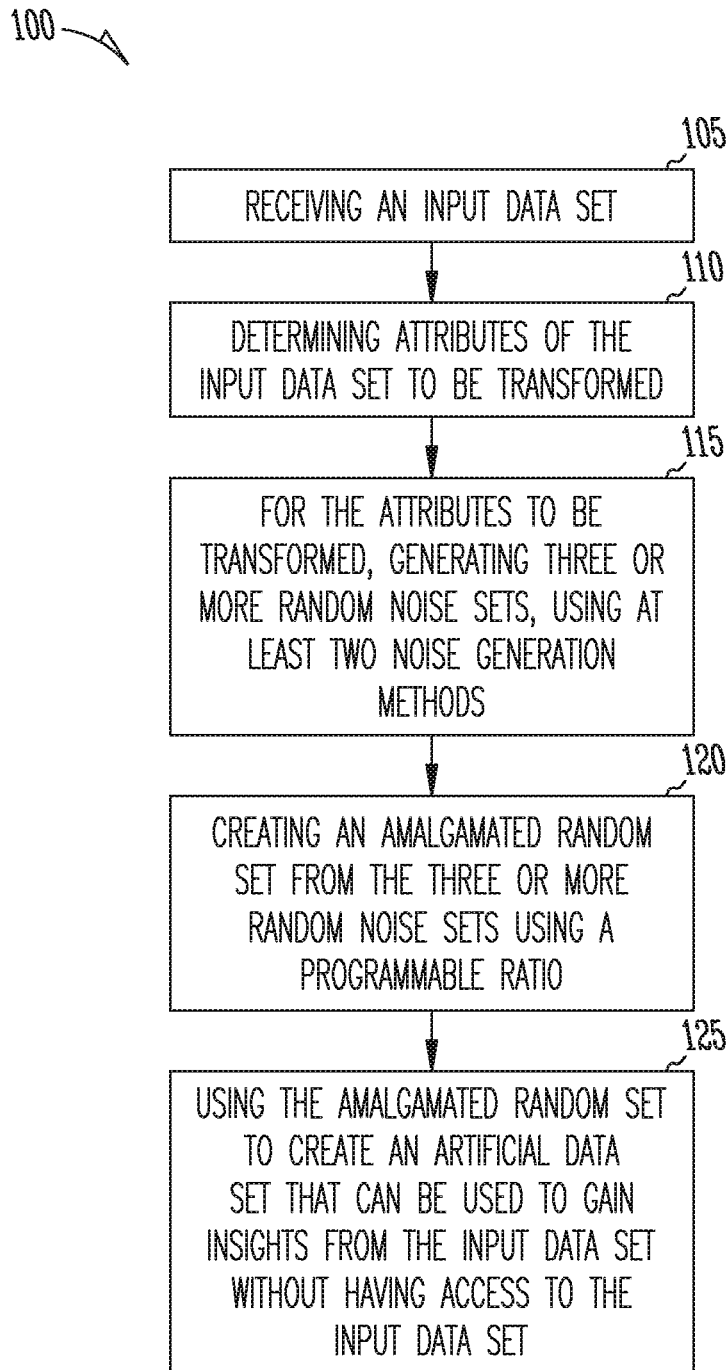 100
105
RECEIVING AN INPUT DATA SET
110
DETERMINING ATTRIBUTES OF THE
INPUT DATA SET TO BE TRANSFORMED
115
FOR THE ATTRIBUTES TO BE
TRANSFORMED, GENERATING THREE OR
MORE RANDOM NOISE SETS, USING AT
LEAST TWO NOISE GENERATION
METHODS
120
CREATING AN AMALGAMATED RANDOM
SET FROM THE THREE OR MORE
RANDOM NOISE SETS USING A
PROGRAMMABLE RATIO
125
USING THE AMALGAMATED RANDOM SET
TO CREATE AN ARTIFICIAL DATA
SET THAT CAN BE USED TO GAIN
INSIGHTS FROM THE INPUT DATA SET
WITHOUT HAVING ACCESS TO THE
INPUT DATA SET